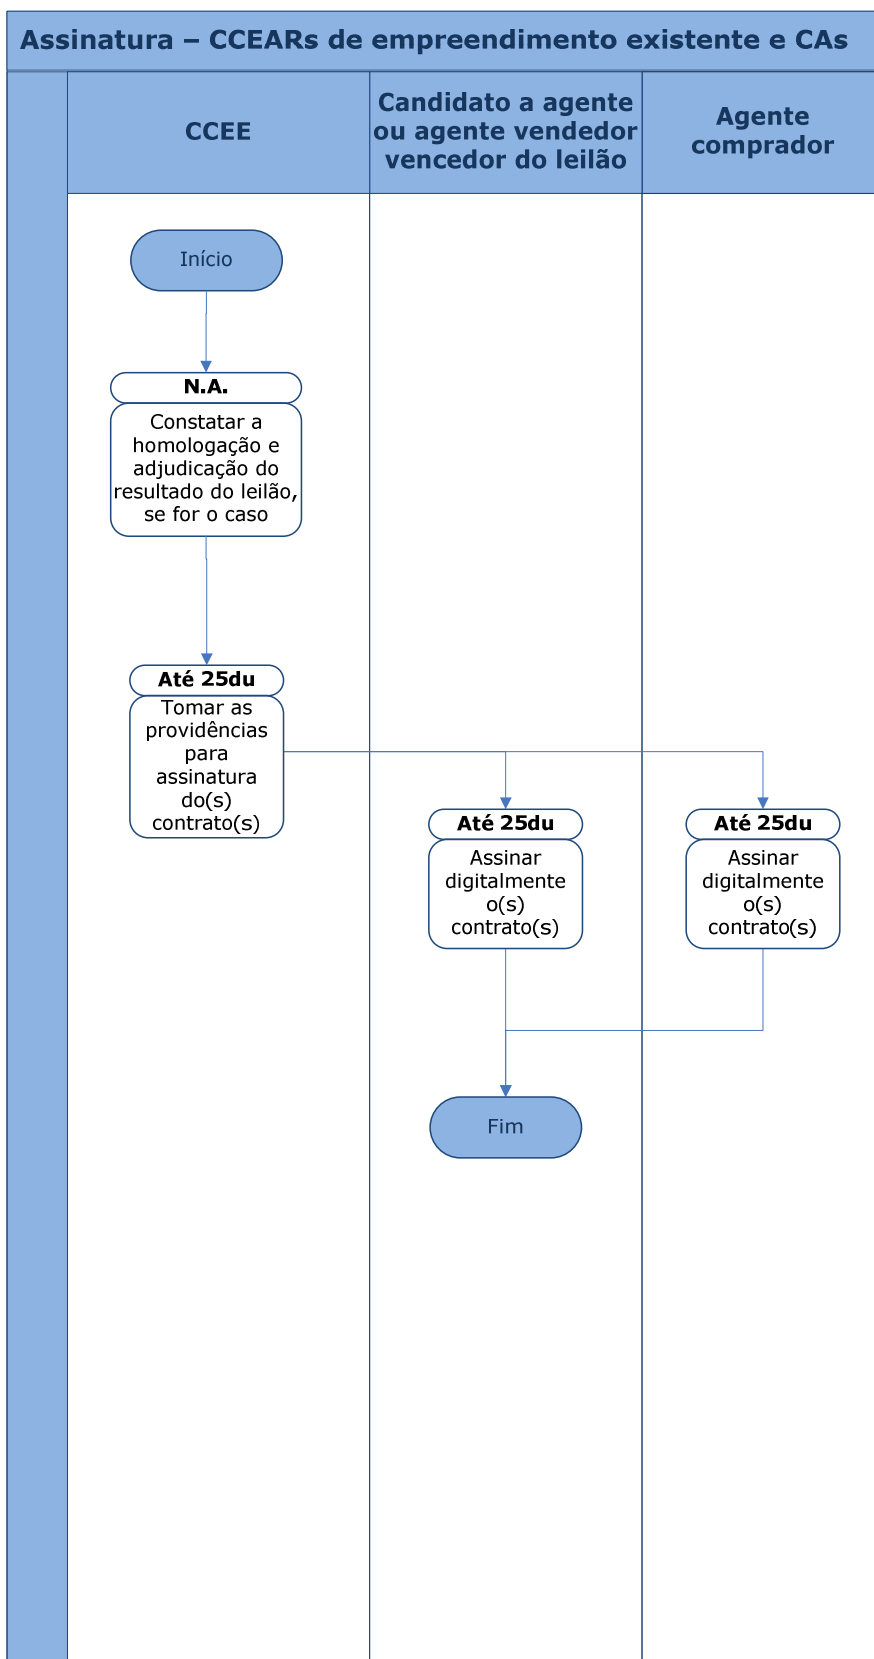 Assinatura – CCEARs de empreendimento existente e CAs
CCEE
Candidato a agente
ou agente vendedor
vencedor do leilão
Agente
comprador
Início
N.A.
Constatar a
homologação e
adjudicação do
resultado do leilão,
se for o caso
Até 25du
Tomar as
providências
para
assinatura
do(s)
contrato(s)
Até 25du
Assinar
digitalmente
o(s)
contrato(s)
Até 25du
Assinar
digitalmente
o(s)
contrato(s)
Fim